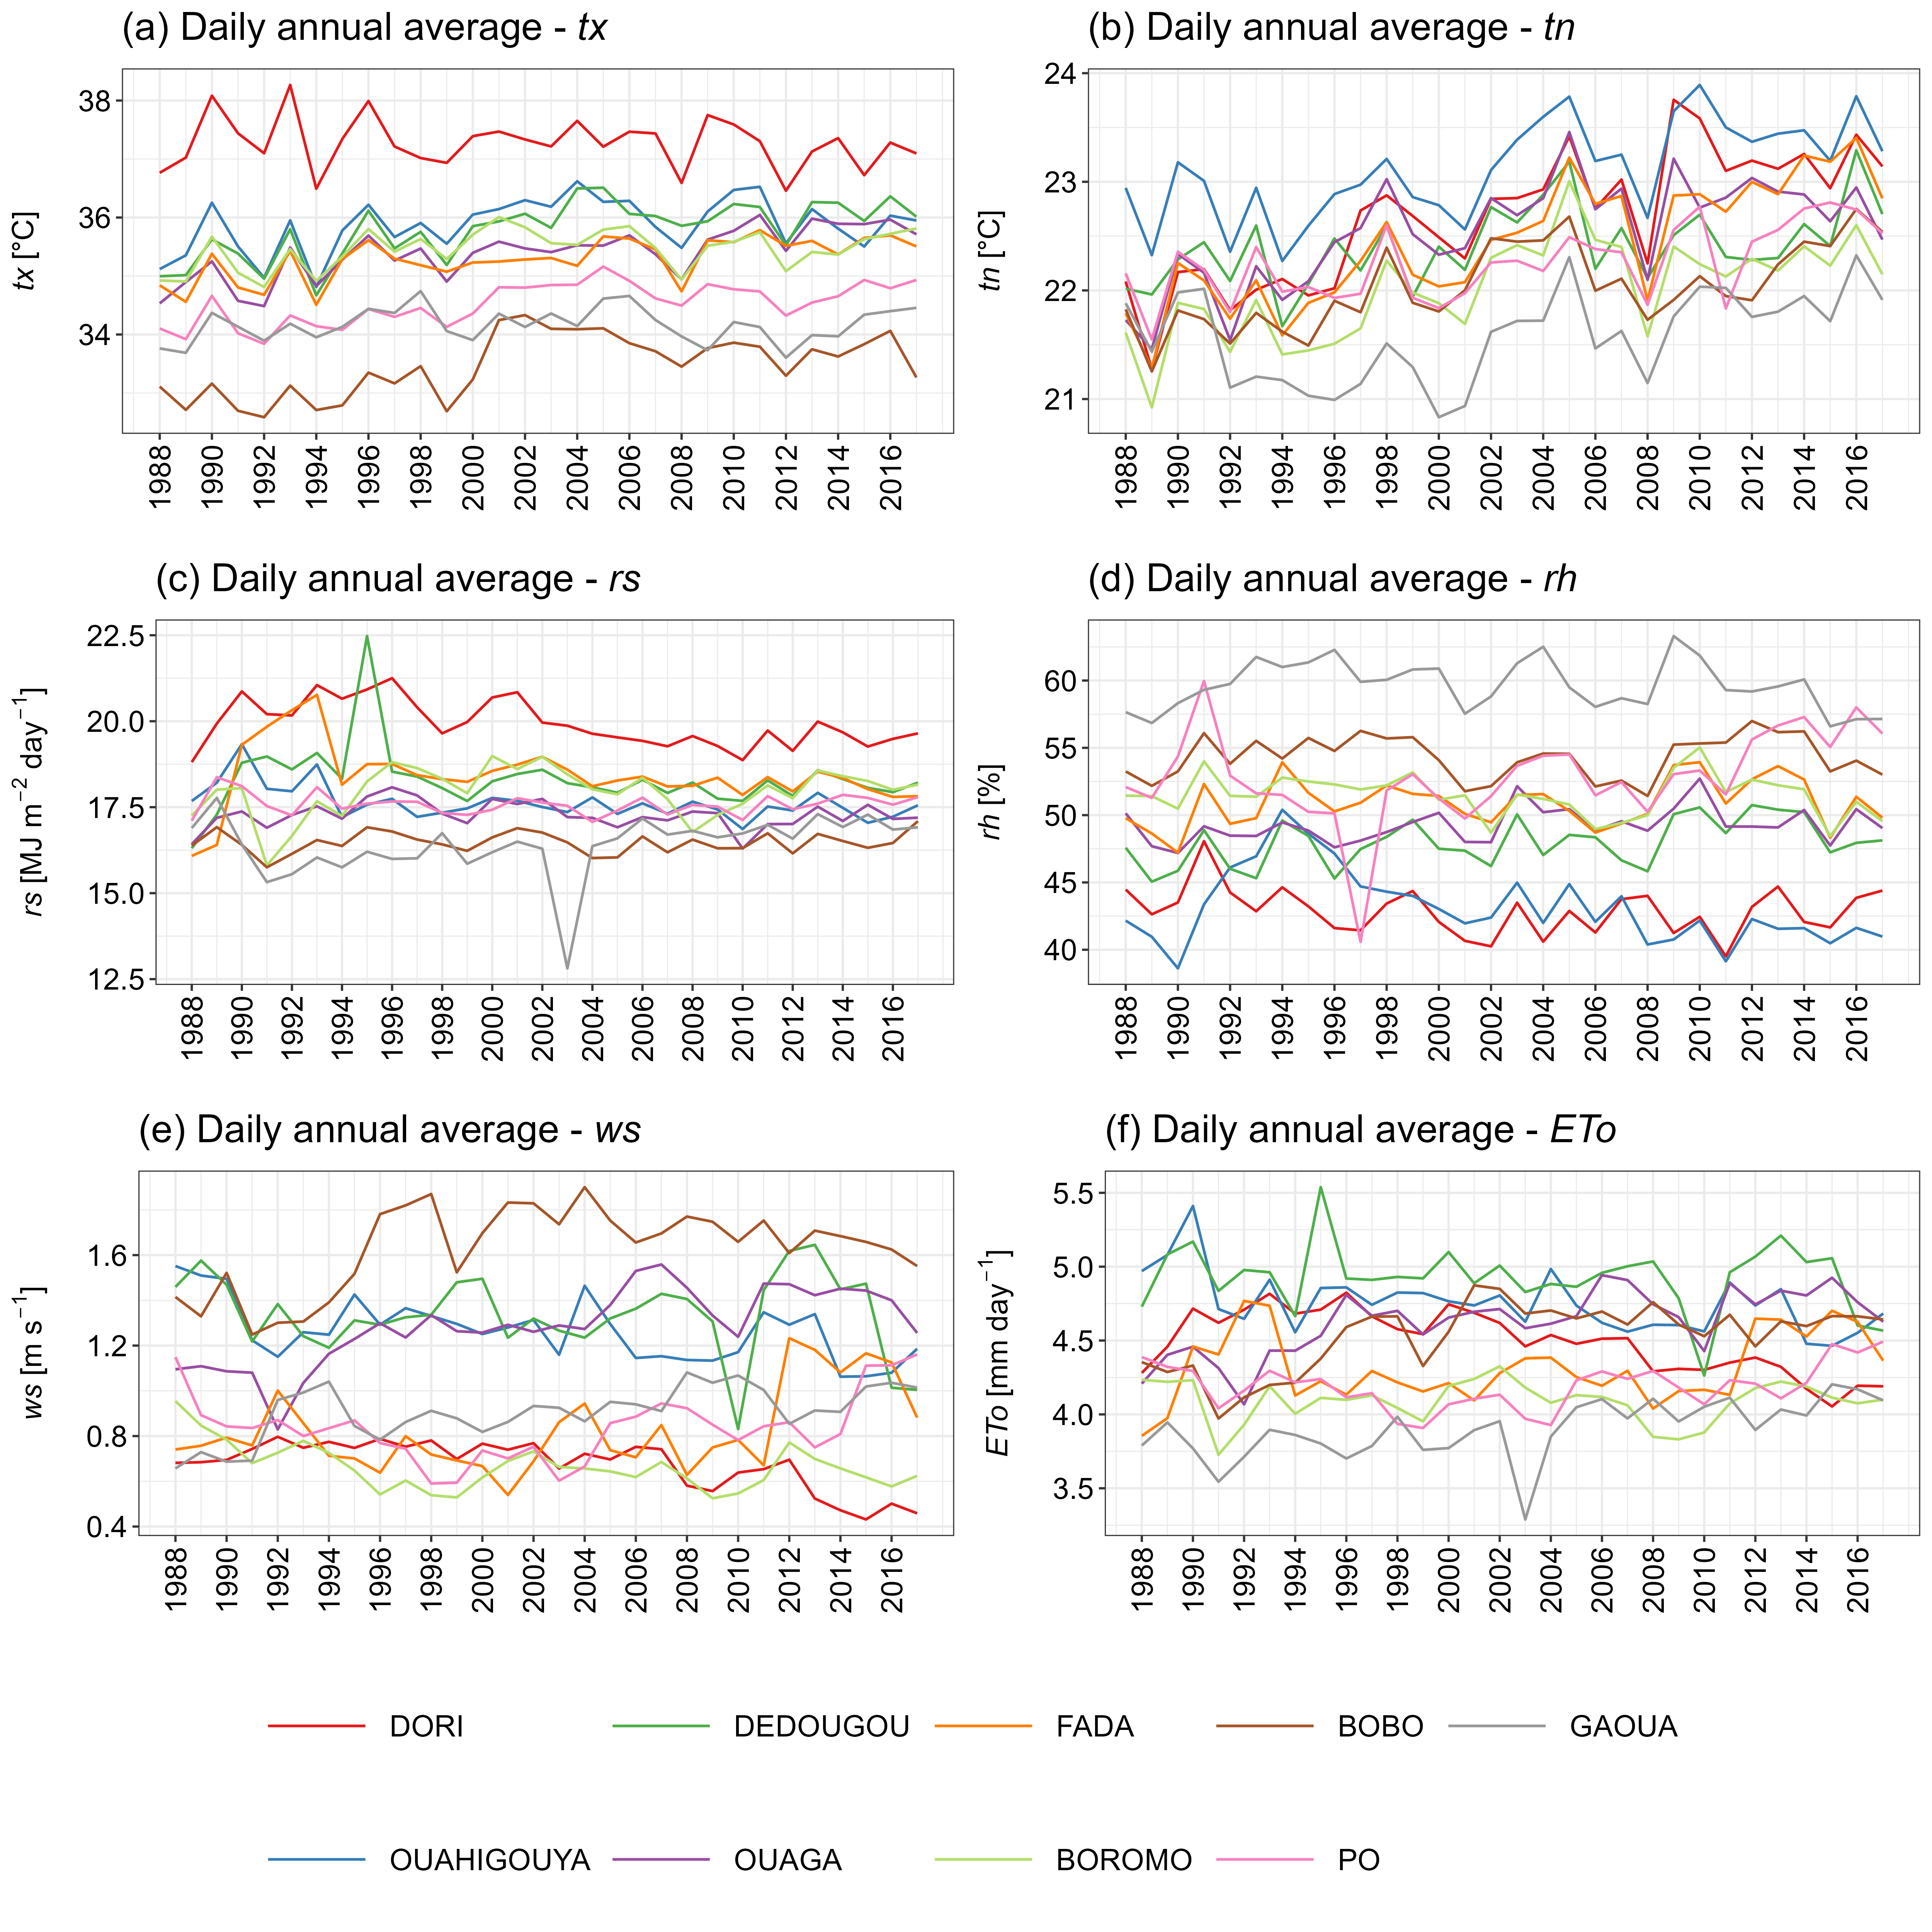 (a) Daily annual average - tx
tx [°C]
38
36
34
1988 1990 1992 1994 1996 1998 2000 2002 2004 2006 2008 2010 2012 2014 2016
(b) Daily annual average - tn
tn [°C]
24
23
22
21
1988 1990 1992 1994 1996 1998 2000 2002 2004 2006 2008 2010 2012 2014 2016
(c) Daily annual average - rs
rs [MJ m⁻² day⁻¹]
22.5
20.0
17.5
15.0
12.5
1988 1990 1992 1994 1996 1998 2000 2002 2004 2006 2008 2010 2012 2014 2016
(d) Daily annual average - rh
rh [%]
60
55
50
45
40
1988 1990 1992 1994 1996 1998 2000 2002 2004 2006 2008 2010 2012 2014 2016
(e) Daily annual average - ws
ws [m s⁻¹]
1.6
1.2
0.8
0.4
1988 1990 1992 1994 1996 1998 2000 2002 2004 2006 2008 2010 2012 2014 2016
(f) Daily annual average - ETo
ETo [mm day⁻¹]
5.5
5.0
4.5
4.0
3.5
1988 1990 1992 1994 1996 1998 2000 2002 2004 2006 2008 2010 2012 2014 2016
DORI DEDOUGOU FADA BOBO GAOUA
OUAHIGOUYA OUAGA BOROMO PO